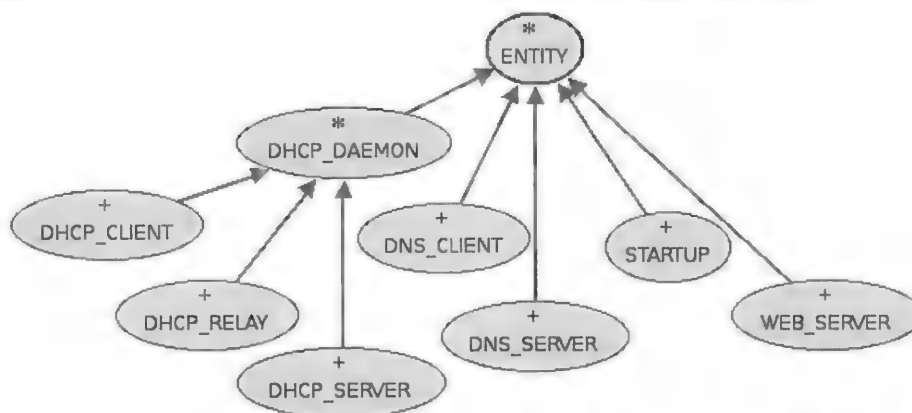 *
ENTITY
*
DHCP_DAEMON
+
DHCP_CLIENT
+
DNS_CLIENT
+
STARTUP
+
DHCP_RELAY
+
DNS_SERVER
+
WEB_SERVER
+
DHCP_SERVER